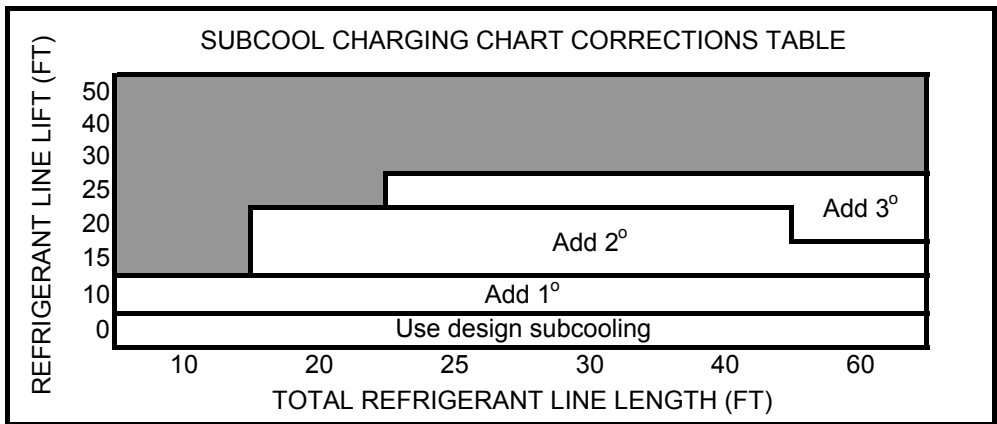 SUBCOOL CHARGING CHART CORRECTIONS TABLE
REFRIGERANT LINE LIFT (FT)
50
40
30
25
20
15
10
0
Add 3°
Add 2°
Add 1°
Use design subcooling
10 20 25 30 40 60
TOTAL REFRIGERANT LINE LENGTH (FT)